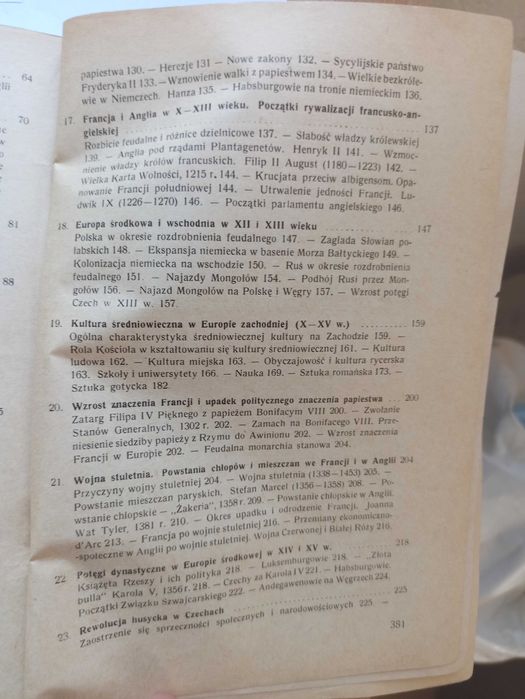 64
lii
70
81
88
5
papiestwa 130. — Herezje 131 — Nowe zakony 132. — Sycylijskie państwo
Fryderyka II 133. — Wznowienie walki z papiestwem 134. — Wielkie bezkróle-
wie w Niemczech. Hanza 135. — Habsburgowie na tronie niemieckim 136.
17. Francja i Anglia w X—XIII wieku. Początki rywalizacji francusko-an-
gielskiej 137
Rozbicie feudalne i różnice dzielnicowe 137. — Słabość władzy królewskiej
139. — Anglia pod rządami Plantagenetów. Henryk II 141. — Wzmoc-
nienie władzy królów francuskich. Filip II August (1180—1223) 142. —
Wielka Karta Wolności, 1215 r. 144. — Krucjata przeciw albigensom. Opa-
nowanie Francji południowej 144. — Utrwalenie jedności Francji. Lu-
dwik IX (1226—1270) 146. — Początki parlamentu angielskiego 146.
18. Europa środkowa i wschodnia w XII i XIII wieku 147
Polska w okresie rozdrobnienia feudalnego 147. — Zagłada Słowian po-
łabskich 148. — Ekspansja niemiecka w basenie Morza Bałtyckiego 149. —
Kolonizacja niemiecka na wschodzie 150. — Ruś w okresie rozdrobnienia
feudalnego 151. — Najazdy Mongołów 154. — Podbój Rusi przez Mon-
gołów 156. — Najazd Mongołów na Polskę i Węgry 157. — Wzrost potęgi
Czech w XIII w. 157.
19. Kultura średniowieczna w Europie zachodniej (X—XV w.) 159
Ogólna charakterystyka średniowiecznej kultury na Zachodzie 159. —
Rola Kościoła w kształtowaniu się kultury średniowiecznej 161. — Kultura
ludowa 162. — Kultura miejska 163. — Obyczajowość i kultura rycerska
163. Szkoły i uniwersytety 166. — Nauka 169. — Sztuka romańska 173. —
Sztuka gotycka 182.
20. Wzrost znaczenia Francji i upadek politycznego znaczenia papiestwa 200
Zatarg Filipa IV Pięknego z papieżem Bonifacym VIII 200. — Zwołanie
Stanów Generalnych, 1302 r. 202. — Zamach na Bonifacego VIII. Prze-
niesienie siedziby papieży z Rzymu do Awinionu 202. — Wzrost znaczenia
Francji w Europie 202. — Feudalna monarchia stanowa 204.
21. Wojna stuletnia. Powstania chłopów i mieszczan we Francji i w Anglii 204
Przyczyny wojny stuletniej 204. — Wojna stuletnia (1338—1453) 205. —
Powstanie mieszczan paryskich. Stefan Marcel (1356—1358) 208. — Po-
wstanie chłopskie — „Żakeria”, 1358 r. 209. — Powstanie chłopskie w Anglii.
Wat Tyler, 1381 r. 210. — Okres upadku i odrodzenie Francji. Joanna
d'Arc 213. — Francja po wojnie stuletniej 216. — Przemiany ekonomiczno-
-społeczne w Anglii po wojnie stuletniej. Wojna Czerwonej i Białej Róży 216.
22. Potęgi dynastyczne w Europie środkowej w XIV i XV w. 218
Książęta Rzeszy i ich polityka 218. — Luksemburgowie 218. — „Złota
bulla” Karola V, 1356 r. 218. — Czechy za Karola IV 221. — Habsburgowie.
Początki Związku Szwajcarskiego 222. — Andegawenowie na Węgrzech 224.
23. Rewolucja husycka w Czechach 225
Zaostrzenie się sprzeczności społecznych i narodowościowych 225 —
381